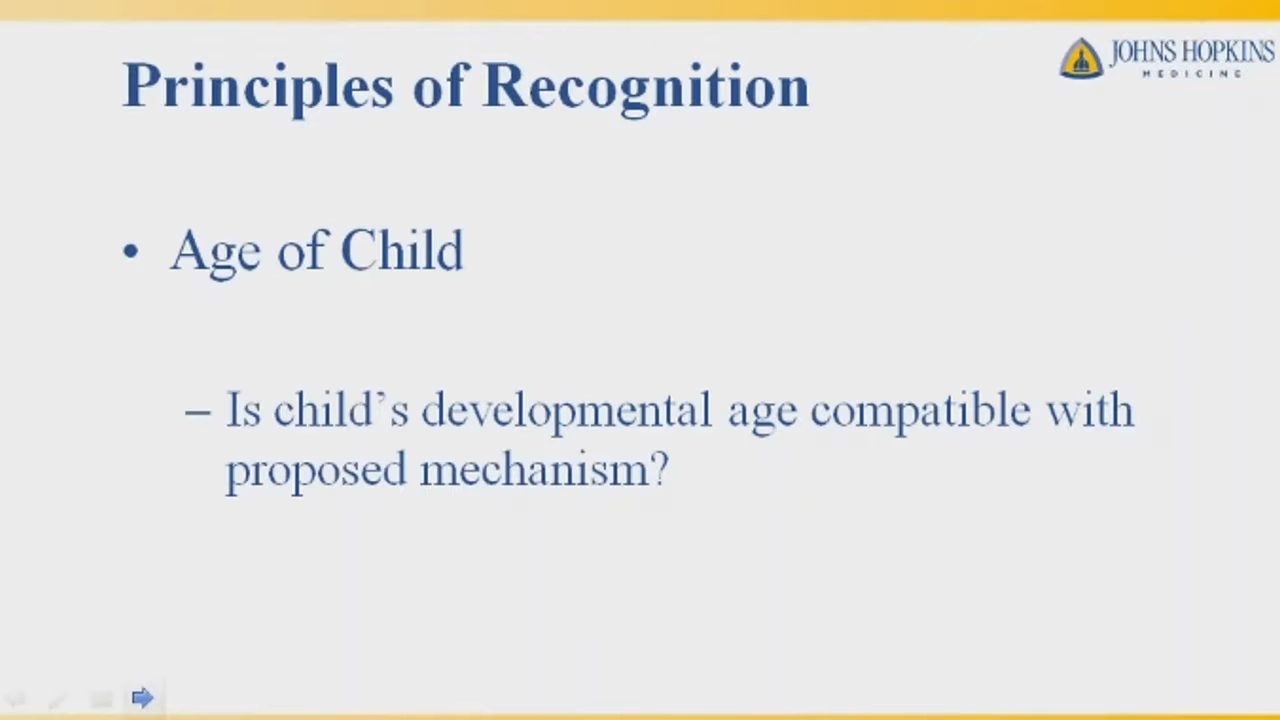 JOHNS HOPKINS
MEDICINE
Principles of Recognition
• Age of Child
– Is child’s developmental age compatible with
proposed mechanism?